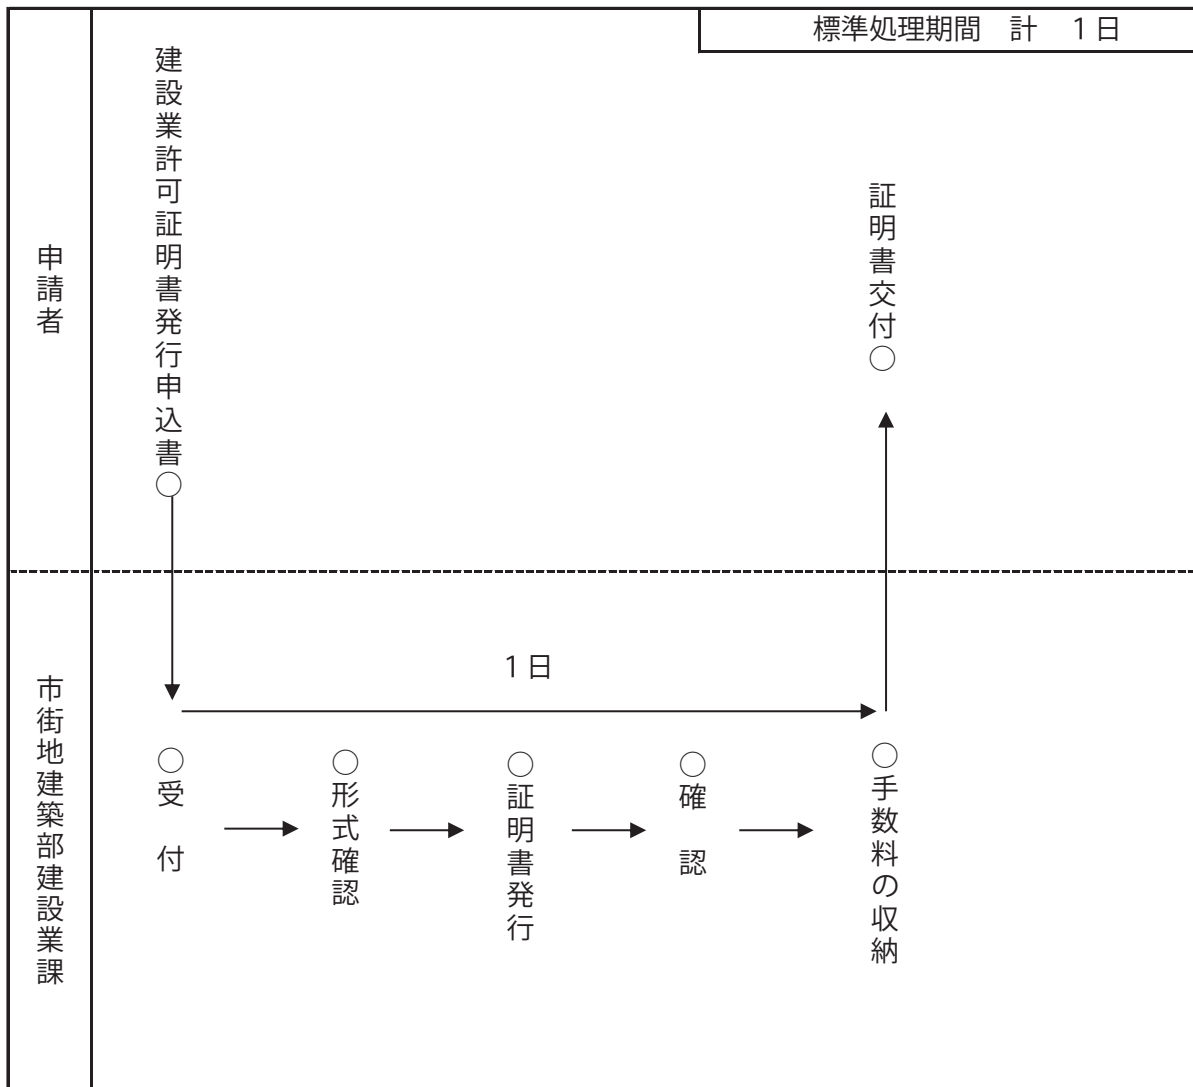 標準処理期間　計　１日
申請者
建設業許可証明書発行申込書○
証明書交付○
市街地建築部建設業課
１日
○受　付
○形式確認
○証明書発行
○確　認
○手数料の収納